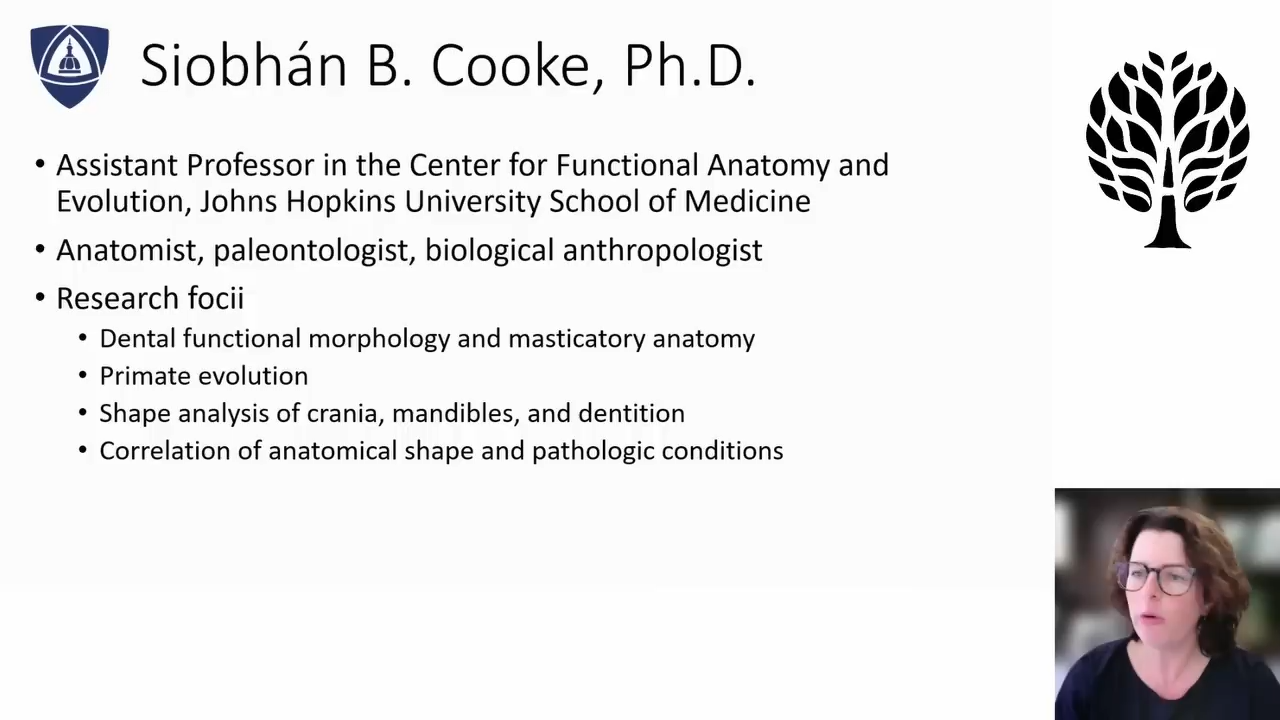 Siobhán B. Cooke, Ph.D.
• Assistant Professor in the Center for Functional Anatomy and
Evolution, Johns Hopkins University School of Medicine
• Anatomist, paleontologist, biological anthropologist
• Research focii
• Dental functional morphology and masticatory anatomy
• Primate evolution
• Shape analysis of crania, mandibles, and dentition
• Correlation of anatomical shape and pathologic conditions